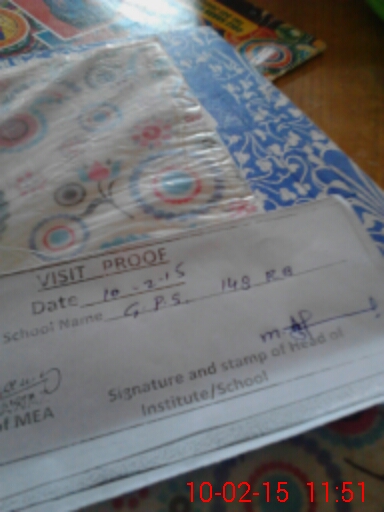 VISIT PROOF
Date 10-2-15
School Name G.P.S. 148 RB
Signature and stamp of Head of
Institute/School
of MEA
10-02-15 11:51